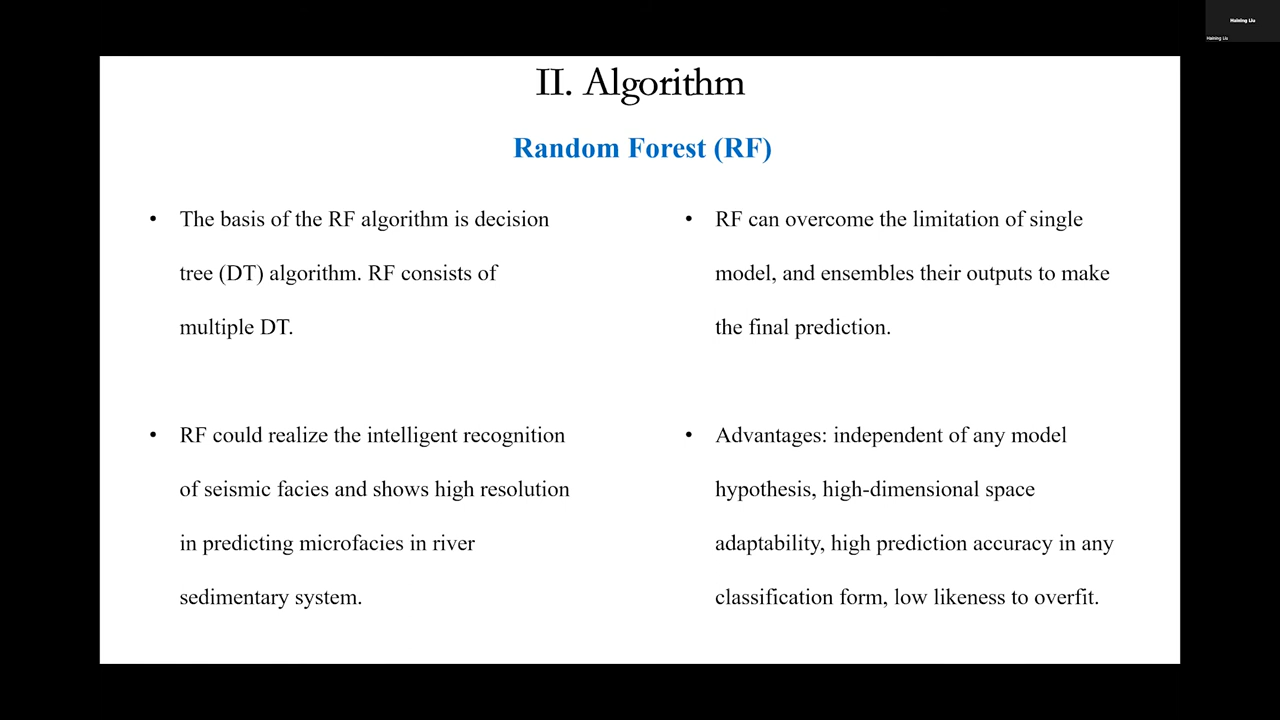 Haining Liu
Haining Liu
II. Algorithm
Random Forest (RF)
• The basis of the RF algorithm is decision
tree (DT) algorithm. RF consists of
multiple DT.
• RF could realize the intelligent recognition
of seismic facies and shows high resolution
in predicting microfacies in river
sedimentary system.
• RF can overcome the limitation of single
model, and ensembles their outputs to make
the final prediction.
• Advantages: independent of any model
hypothesis, high-dimensional space
adaptability, high prediction accuracy in any
classification form, low likeness to overfit.